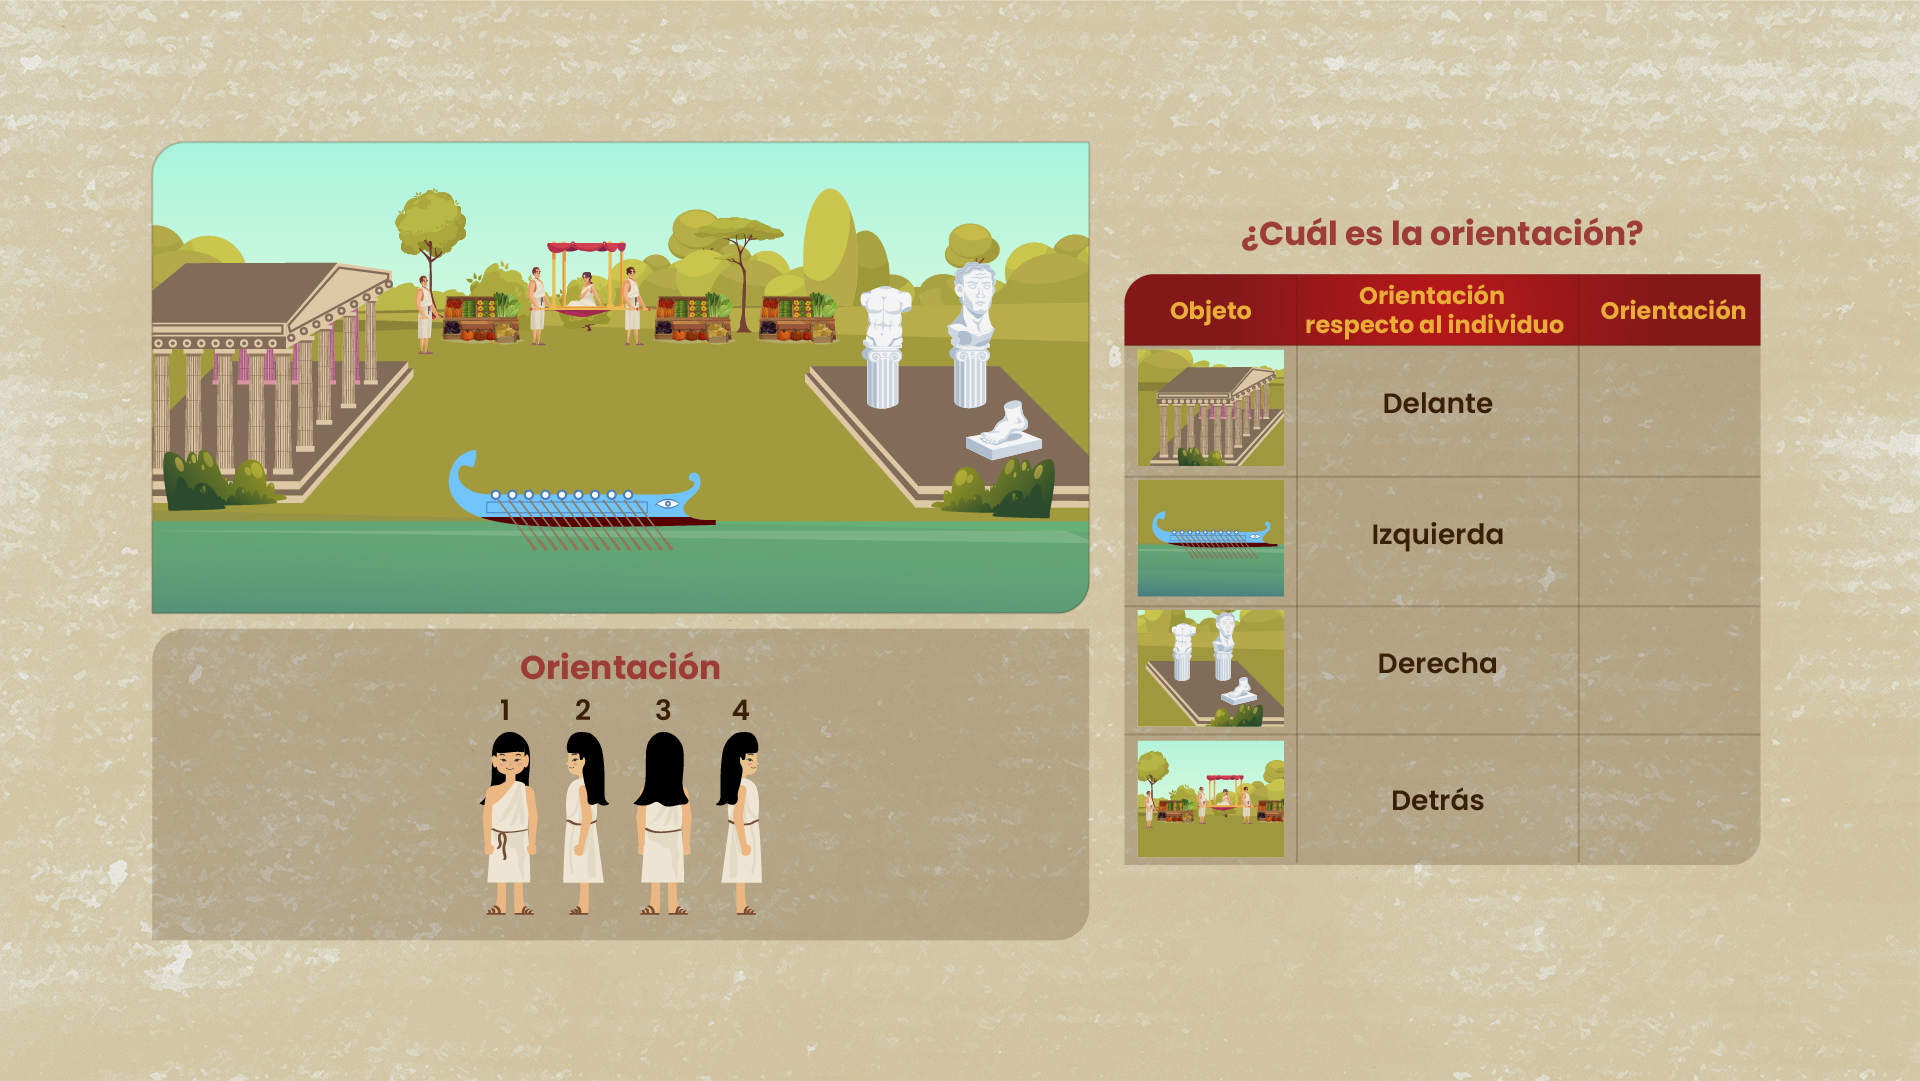 ¿Cuál es la orientación?
Objeto
Orientación
respecto al individuo
Orientación
Delante
Izquierda
Derecha
Detrás
Orientación
1 2 3 4